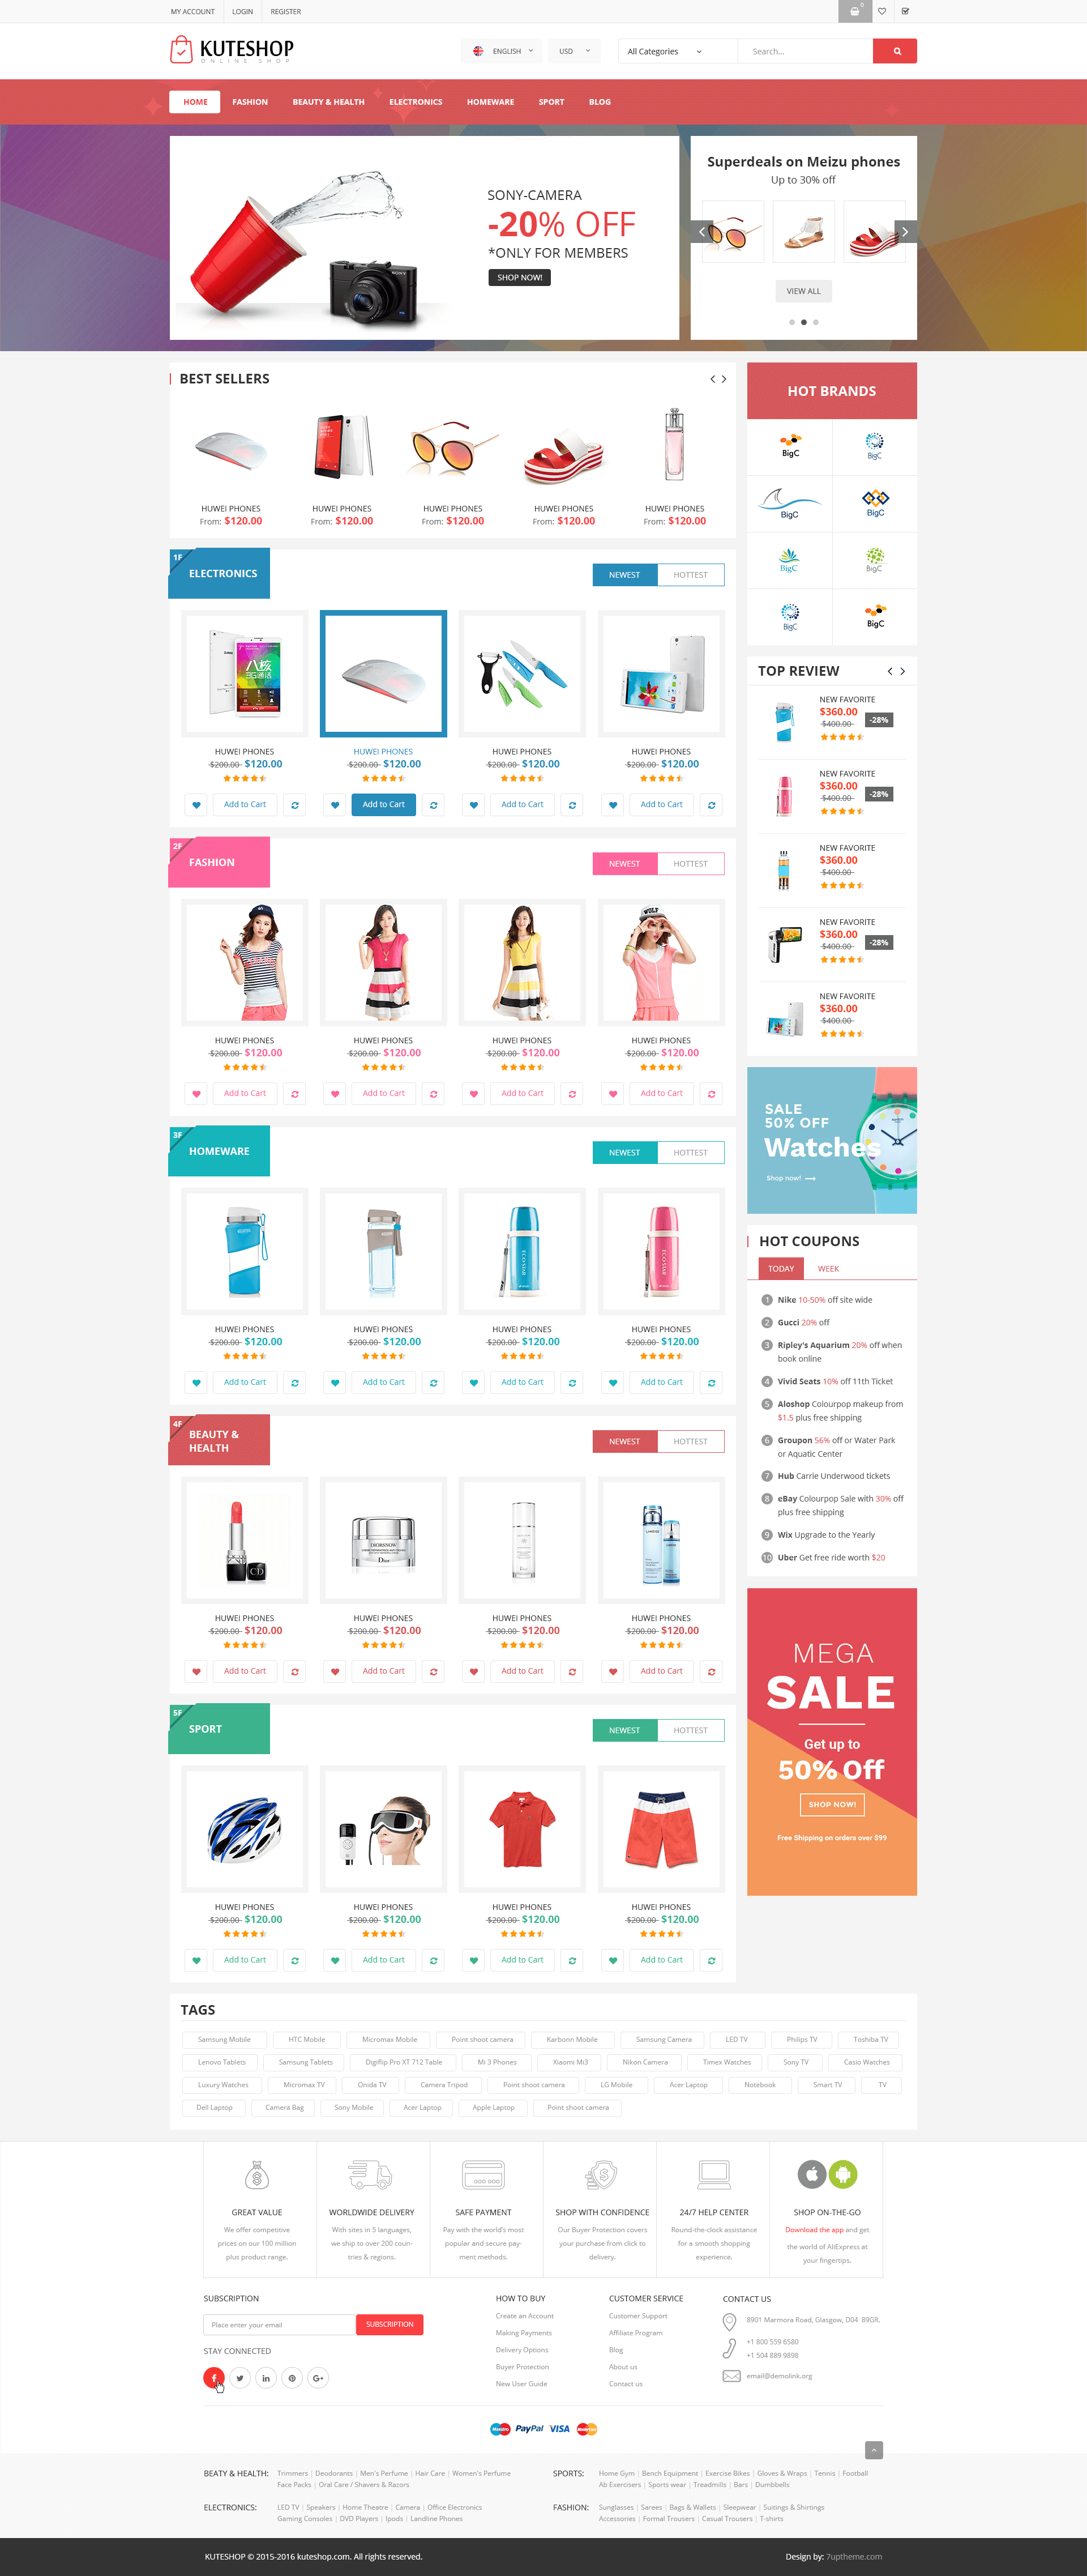 MY ACCOUNT LOGIN REGISTER 0
KUTESHOP
ONLINE SHOP
ENGLISH USD All Categories Search...
HOME FASHION BEAUTY & HEALTH ELECTRONICS HOMEWARE SPORT BLOG
SONY-CAMERA
-20% OFF
*ONLY FOR MEMBERS
SHOP NOW!
Superdeals on Meizu phones
Up to 30% off
VIEW ALL
BEST SELLERS
HUWEI PHONES HUWEI PHONES HUWEI PHONES HUWEI PHONES HUWEI PHONES
From: $120.00 From: $120.00 From: $120.00 From: $120.00 From: $120.00
1F
ELECTRONICS
NEWEST HOTTEST
HUWEI PHONES HUWEI PHONES HUWEI PHONES HUWEI PHONES
$200.00 $120.00 $200.00 $120.00 $200.00 $120.00 $200.00 $120.00
Add to Cart Add to Cart Add to Cart Add to Cart
2F
FASHION
NEWEST HOTTEST
HUWEI PHONES HUWEI PHONES HUWEI PHONES HUWEI PHONES
$200.00 $120.00 $200.00 $120.00 $200.00 $120.00 $200.00 $120.00
Add to Cart Add to Cart Add to Cart Add to Cart
3F
HOMEWARE
NEWEST HOTTEST
HUWEI PHONES HUWEI PHONES HUWEI PHONES HUWEI PHONES
$200.00 $120.00 $200.00 $120.00 $200.00 $120.00 $200.00 $120.00
Add to Cart Add to Cart Add to Cart Add to Cart
4F
BEAUTY &
HEALTH
NEWEST HOTTEST
HUWEI PHONES HUWEI PHONES HUWEI PHONES HUWEI PHONES
$200.00 $120.00 $200.00 $120.00 $200.00 $120.00 $200.00 $120.00
Add to Cart Add to Cart Add to Cart Add to Cart
5F
SPORT
NEWEST HOTTEST
HUWEI PHONES HUWEI PHONES HUWEI PHONES HUWEI PHONES
$200.00 $120.00 $200.00 $120.00 $200.00 $120.00 $200.00 $120.00
Add to Cart Add to Cart Add to Cart Add to Cart
HOT BRANDS
BigC BigC
BigC BigC
BigC BigC
BigC BigC
TOP REVIEW
NEW FAVORITE
$360.00
$400.00 -28%
NEW FAVORITE
$360.00
$400.00 -28%
NEW FAVORITE
$360.00
$400.00
NEW FAVORITE
$360.00
$400.00 -28%
NEW FAVORITE
$360.00
$400.00
SALE
50% OFF
Watches
Shop now!
HOT COUPONS
TODAY WEEK
1 Nike 10-50% off site wide
2 Gucci 20% off
3 Ripley's Aquarium 20% off when
book online
4 Vivid Seats 10% off 11th Ticket
5 Aloshop Colourpop makeup from
$1.5 plus free shipping
6 Groupon 56% off or Water Park
or Aquatic Center
7 Hub Carrie Underwood tickets
8 eBay Colourpop Sale with 30% off
plus free shipping
9 Wix Upgrade to the Yearly
10 Uber Get free ride worth $20
MEGA
SALE
Get up to
50% Off
SHOP NOW!
Free Shipping on orders over $99
TAGS
Samsung Mobile HTC Mobile Micromax Mobile Point shoot camera Karbonn Mobile Samsung Camera LED TV Philips TV Toshiba TV
Lenovo Tablets Samsung Tablets Digiflip Pro XT 712 Table Mi 3 Phones Xiaomi Mi3 Nikon Camera Timex Watches Sony TV Casio Watches
Luxury Watches Micromax TV Onida TV Camera Tripod Point shoot camera LG Mobile Acer Laptop Notebook Smart TV TV
Dell Laptop Camera Bag Sony Mobile Acer Laptop Apple Laptop Point shoot camera
GREAT VALUE
We offer competitive
prices on our 100 million
plus product range.
WORLDWIDE DELIVERY
With sites in 5 languages,
we ship to over 200 coun-
tries & regions.
SAFE PAYMENT
Pay with the world's most
popular and secure pay-
ment methods.
SHOP WITH CONFIDENCE
Our Buyer Protection covers
your purchase from click to
delivery.
24/7 HELP CENTER
Round-the-clock assistance
for a smooth shopping
experience.
SHOP ON-THE-GO
Download the app and get
the world of AliExpress at
your fingertips.
SUBSCRIPTION
Place enter your email SUBSCRIPTION
STAY CONNECTED
HOW TO BUY
Create an Account
Making Payments
Delivery Options
Buyer Protection
New User Guide
CUSTOMER SERVICE
Customer Support
Affiliate Program
Blog
About us
Contact us
CONTACT US
8901 Marmora Road, Glasgow, D04 89GR.
+1 800 559 6580
+1 504 889 9898
email@demolink.org
Maestro PayPal VISA MasterCard
BEATY & HEALTH: Trimmers | Deodorants | Men's Perfume | Hair Care | Women's Perfume
Face Packs | Oral Care / Shavers & Razors
SPORTS: Home Gym | Bench Equipment | Exercise Bikes | Gloves & Wraps | Tennis | Football
Ab Exercisers | Sports wear | Treadmills | Bars | Dumbbells
ELECTRONICS: LED TV | Speakers | Home Theatre | Camera | Office Electronics
Gaming Consoles | DVD Players | Ipods | Landline Phones
FASHION: Sunglasses | Sarees | Bags & Wallets | Sleepwear | Suitings & Shirtings
Accessories | Formal Trousers | Casual Trousers | T-shirts
KUTESHOP © 2015-2016 kuteshop.com. All rights reserved. Design by: 7uptheme.com